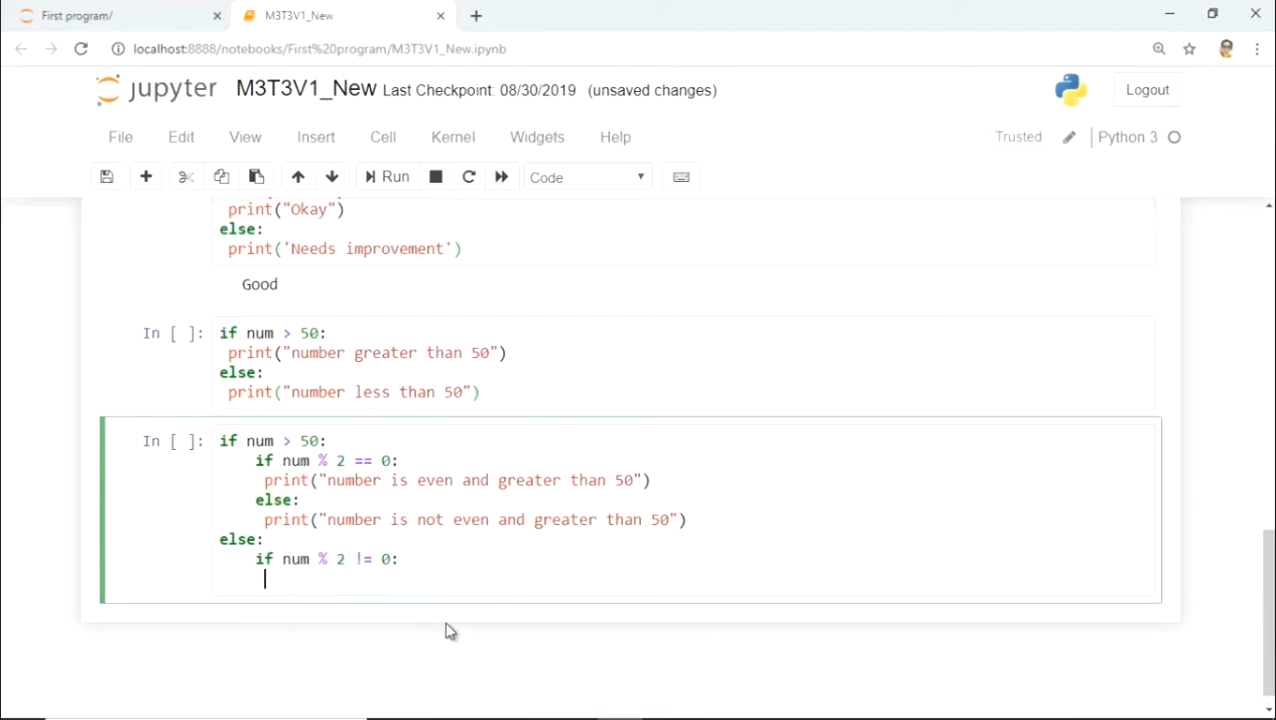 First program/
M3T3V1_New
localhost:8888/notebooks/First%20program/M3T3V1_New.ipynb
jupyter M3T3V1_New Last Checkpoint: 08/30/2019 (unsaved changes)
Logout
File Edit View Insert Cell Kernel Widgets Help
Trusted Python 3
Run
Code
print("Okay")
else:
print('Needs improvement')
Good
In [ ]: if num > 50:
print("number greater than 50")
else:
print("number less than 50")
In [ ]: if num > 50:
if num % 2 == 0:
print("number is even and greater than 50")
else:
print("number is not even and greater than 50")
else:
if num % 2 != 0: